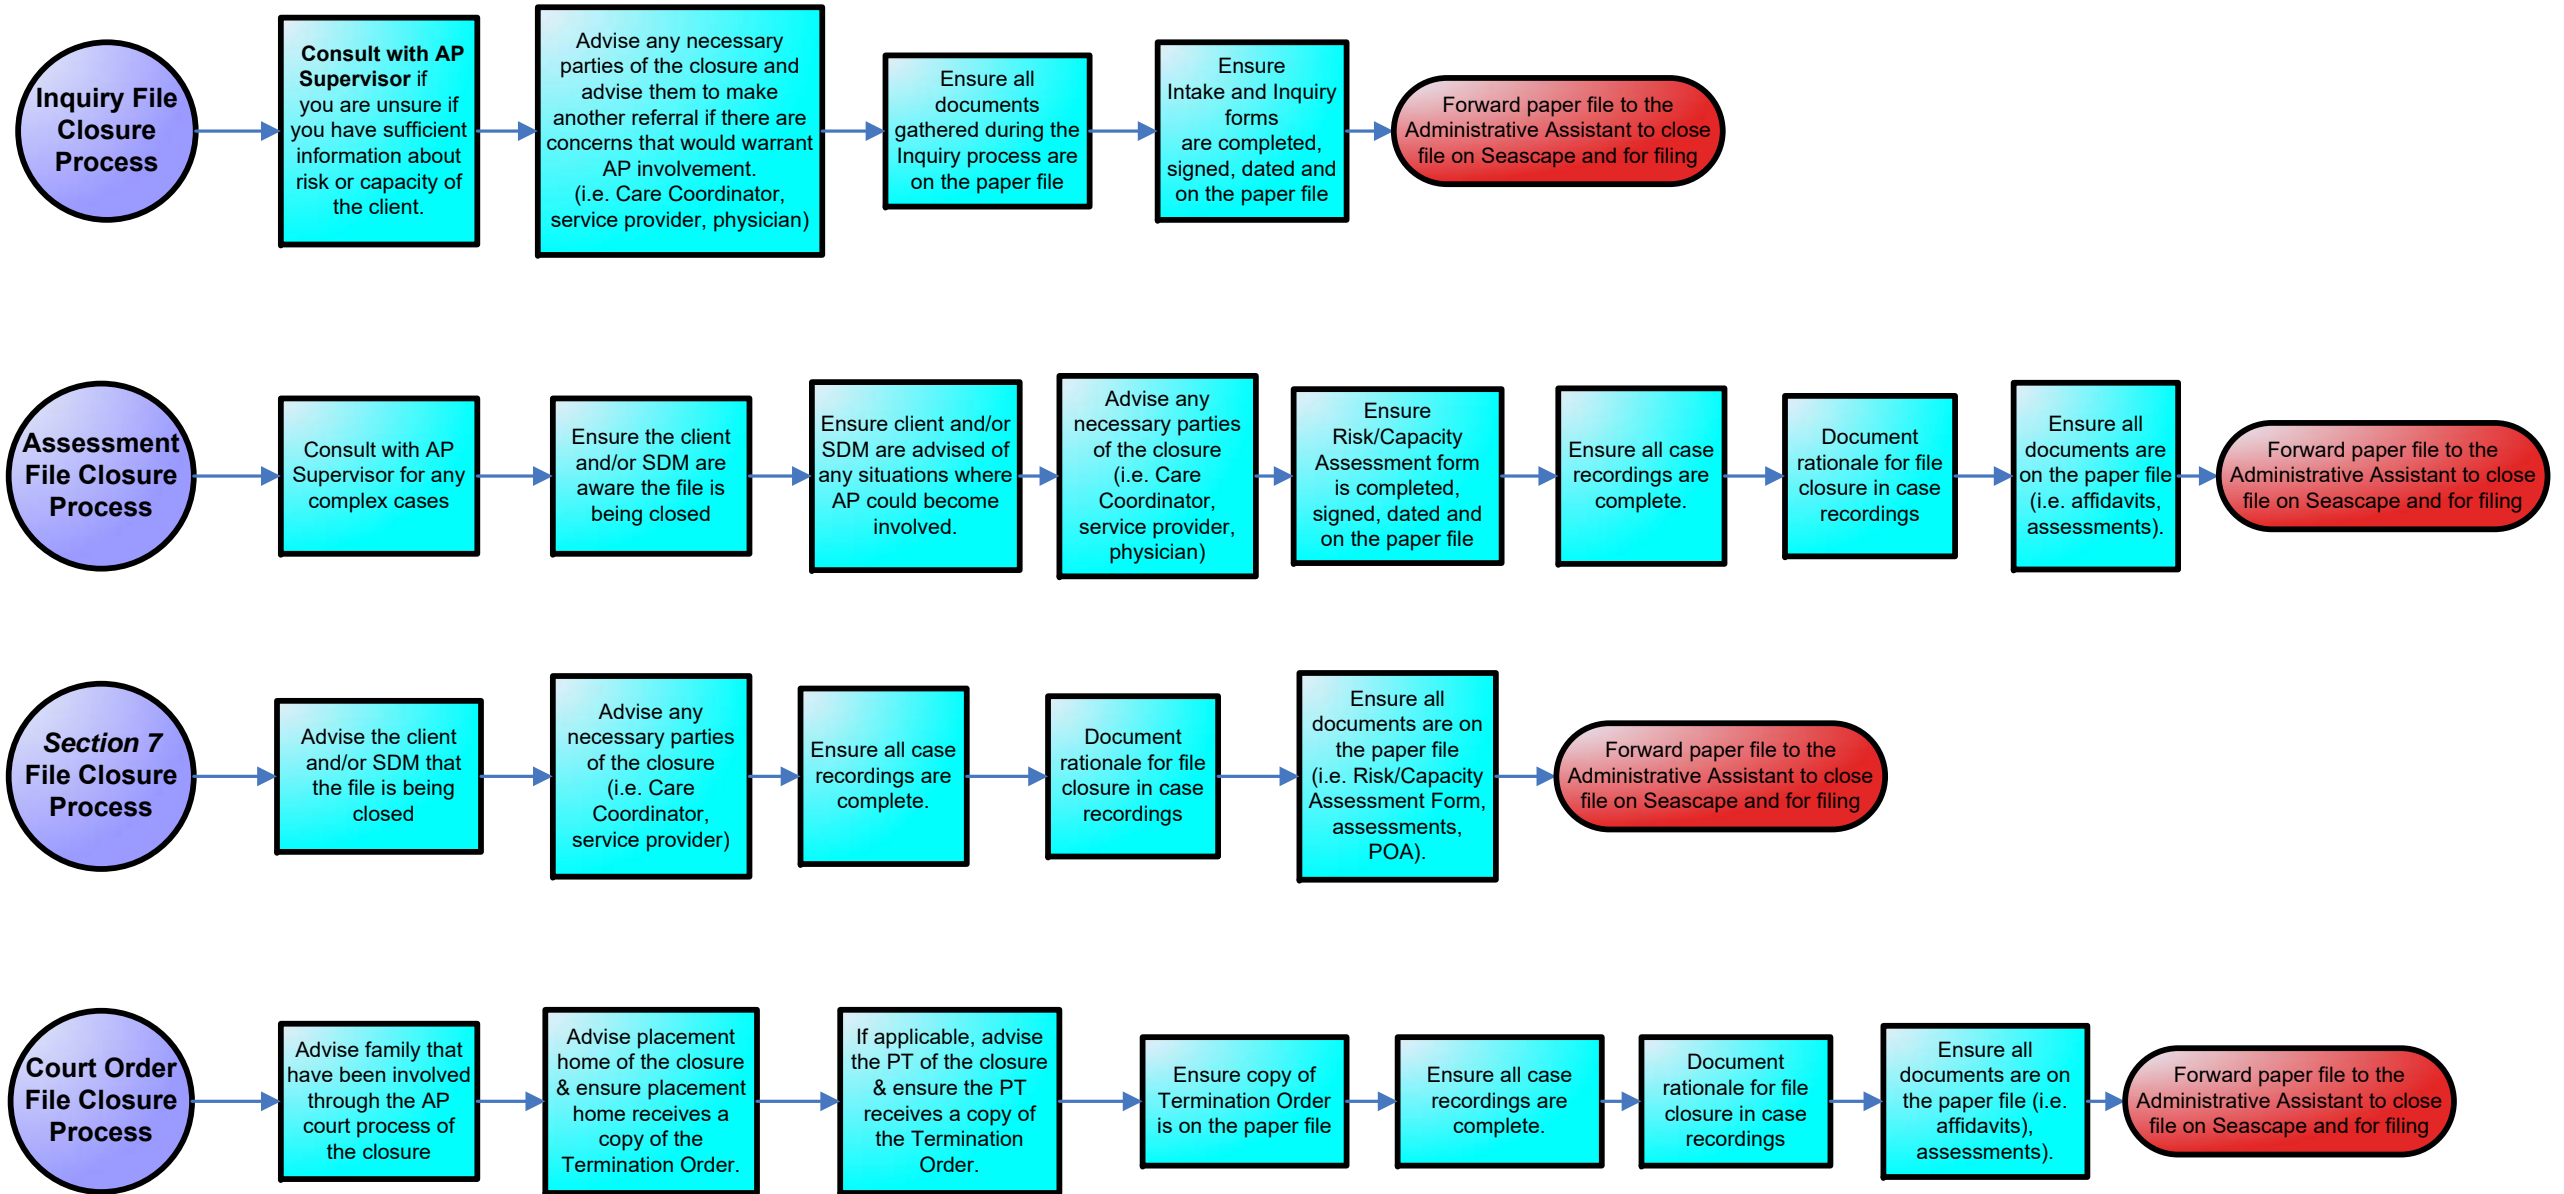 Inquiry File
Closure
Process
Consult with AP
Supervisor if
you are unsure if
you have sufficient
information about
risk or capacity of
the client.
Advise any necessary
parties of the closure and
advise them to make
another referral if there are
concerns that would warrant
AP involvement.
(i.e. Care Coordinator,
service provider, physician)
Ensure all
documents
gathered during the
Inquiry process are
on the paper file
Ensure
Intake and Inquiry
forms
are completed,
signed, dated and
on the paper file
Forward paper file to the
Administrative Assistant to close
file on Seascape and for filing
Assessment
File Closure
Process
Consult with AP
Supervisor for any
complex cases
Ensure the client
and/or SDM are
aware the file is
being closed
Ensure client and/or
SDM are advised of
any situations where
AP could become
involved.
Advise any
necessary parties
of the closure
(i.e. Care
Coordinator,
service provider,
physician)
Ensure
Risk/Capacity
Assessment form
is completed,
signed, dated and
on the paper file
Ensure all case
recordings are
complete.
Document
rationale for file
closure in case
recordings
Ensure all
documents are
on the paper file
(i.e. affidavits,
assessments).
Forward paper file to the
Administrative Assistant to close
file on Seascape and for filing
Section 7
File Closure
Process
Advise the client
and/or SDM that
the file is being
closed
Advise any
necessary parties
of the closure
(i.e. Care
Coordinator,
service provider)
Ensure all case
recordings are
complete.
Document
rationale for file
closure in case
recordings
Ensure all
documents are on
the paper file
(i.e. Risk/Capacity
Assessment Form,
assessments,
POA).
Forward paper file to the
Administrative Assistant to close
file on Seascape and for filing
Court Order
File Closure
Process
Advise family that
have been involved
through the AP
court process of
the closure
Advise placement
home of the closure
& ensure placement
home receives a
copy of the
Termination Order.
If applicable, advise
the PT of the closure
& ensure the PT
receives a copy of
the Termination
Order.
Ensure copy of
Termination Order
is on the paper file
Ensure all case
recordings are
complete.
Document
rationale for file
closure in case
recordings
Ensure all
documents are on
the paper file (i.e.
affidavits),
assessments).
Forward paper file to the
Administrative Assistant to close
file on Seascape and for filing